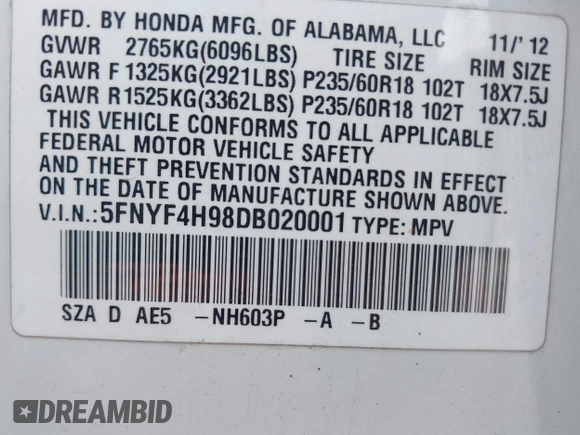 MFD. BY HONDA MFG. OF ALABAMA, LLC 11/'12
GVWR 2765KG(6096LBS) TIRE SIZE RIM SIZE
GAWR F 1325KG(2921LBS) P235/60R18 102T 18X7.5J
GAWR R 1525KG(3362LBS) P235/60R18 102T 18X7.5J
THIS VEHICLE CONFORMS TO ALL APPLICABLE
FEDERAL MOTOR VEHICLE SAFETY
AND THEFT PREVENTION STANDARDS IN EFFECT
ON THE DATE OF MANUFACTURE SHOWN ABOVE.
V.I.N.:5FNYF4H98DB020001 TYPE: MPV
SZA D AE5 -NH603P -A -B
DREAMBID